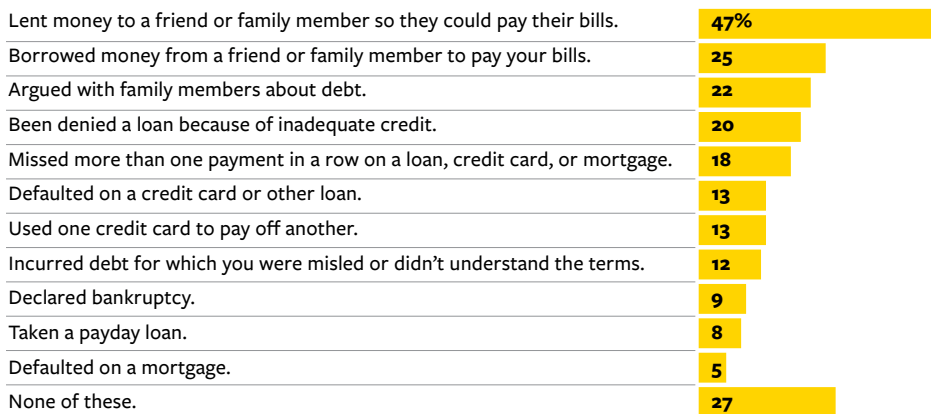 Lent money to a friend or family member so they could pay their bills. 47%
Borrowed money from a friend or family member to pay your bills. 25
Argued with family members about debt. 22
Been denied a loan because of inadequate credit. 20
Missed more than one payment in a row on a loan, credit card, or mortgage. 18
Defaulted on a credit card or other loan. 13
Used one credit card to pay off another. 13
Incurred debt for which you were misled or didn’t understand the terms. 12
Declared bankruptcy. 9
Taken a payday loan. 8
Defaulted on a mortgage. 5
None of these. 27